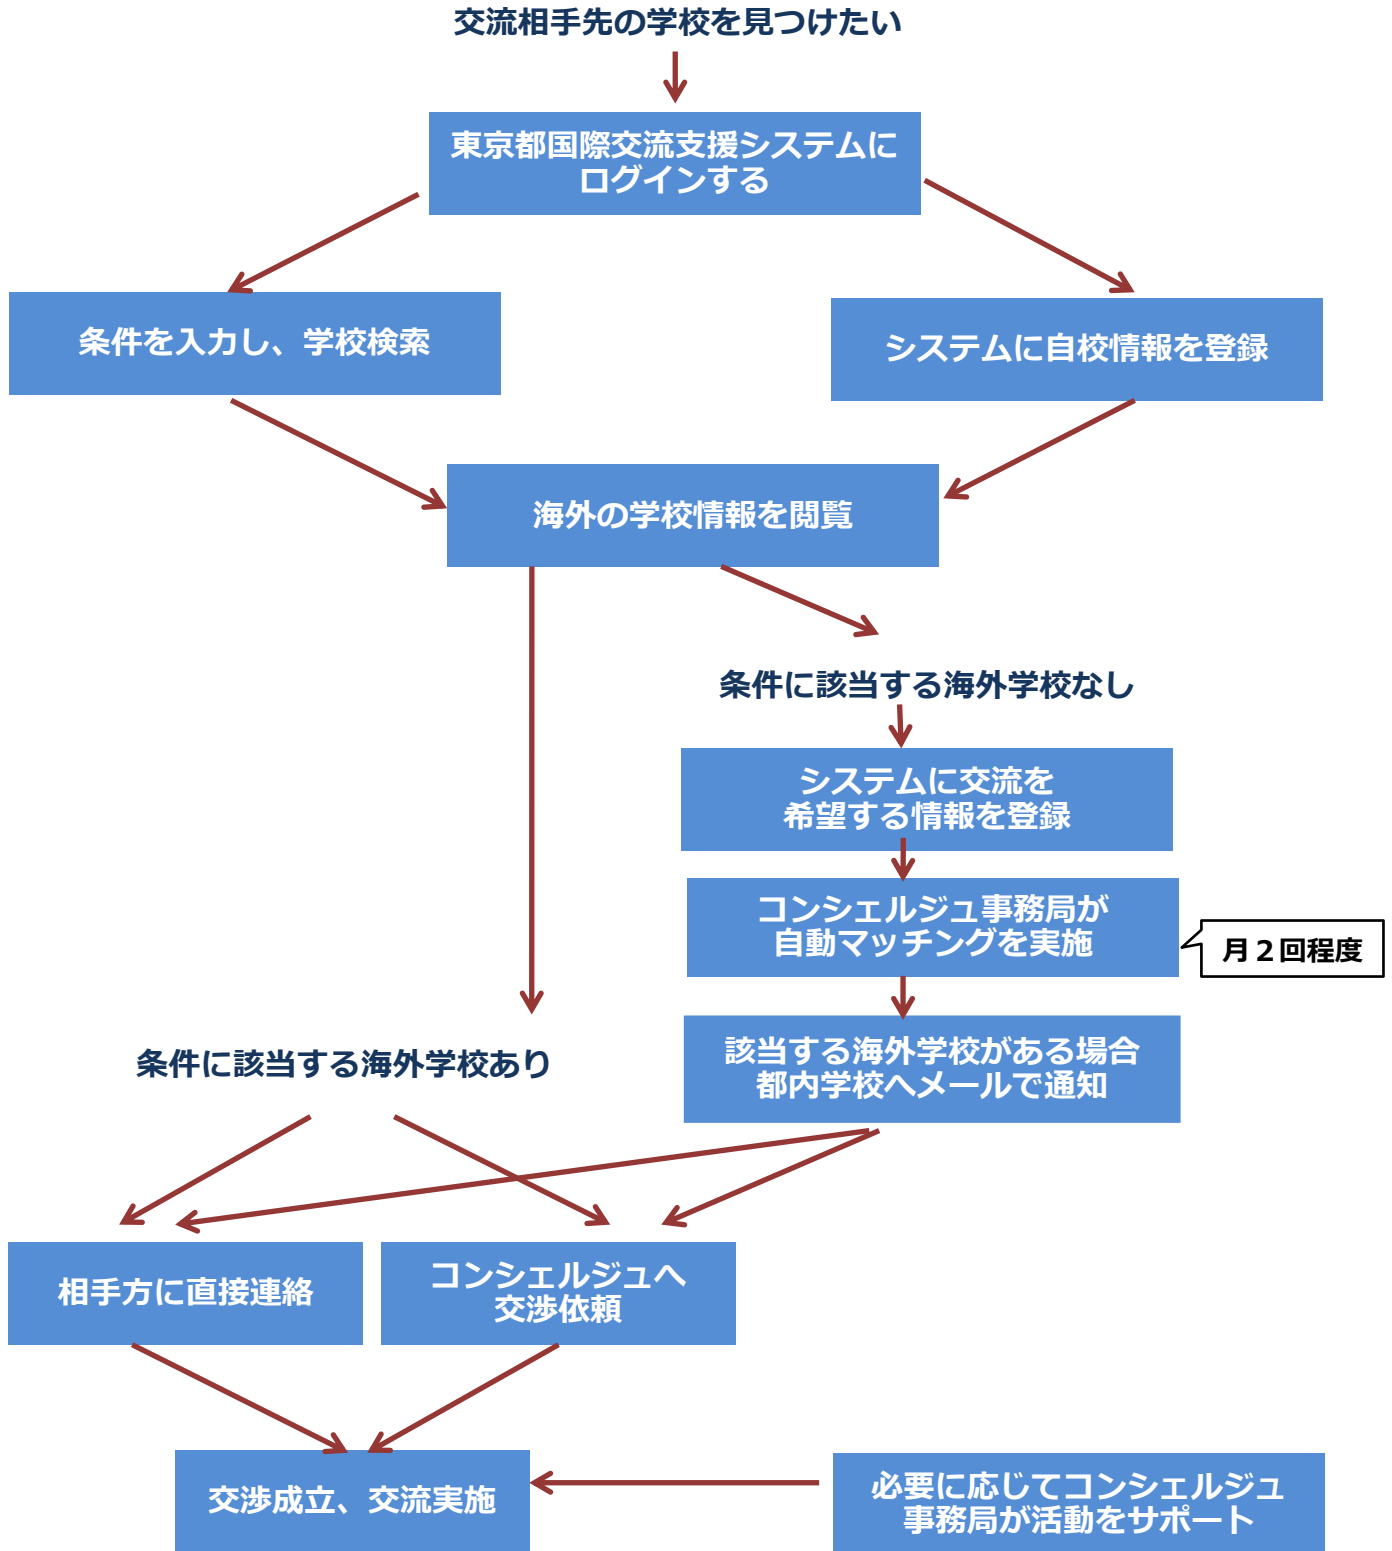 交流相手先の学校を見つけたい
東京都国際交流支援システムに
ログインする
条件を入力し、学校検索
システムに自校情報を登録
海外の学校情報を閲覧
条件に該当する海外学校なし
システムに交流を
希望する情報を登録
コンシェルジュ事務局が
自動マッチングを実施
月２回程度
該当する海外学校がある場合
都内学校へメールで通知
条件に該当する海外学校あり
相手方に直接連絡
コンシェルジュへ
交渉依頼
交渉成立、交流実施
必要に応じてコンシェルジュ
事務局が活動をサポート